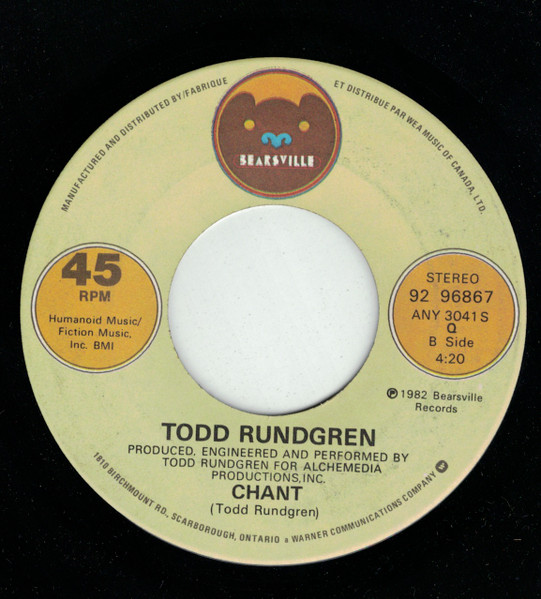 MANUFACTURED AND DISTRIBUTED BY/FABRIQUE ET DISTRIBUE PAR WEA MUSIC OF CANADA, LTD.
BEARSVILLE
45
RPM
Humanoid Music/
Fiction Music,
Inc. BMI
STEREO
92 96867
ANY 3041 S
Q
B Side
4:20
℗ 1982 Bearsville
Records
TODD RUNDGREN
PRODUCED, ENGINEERED AND PERFORMED BY
TODD RUNDGREN FOR ALCHEMEDIA
PRODUCTIONS, INC.
CHANT
(Todd Rundgren)
1810 BIRCHMOUNT RD., SCARBOROUGH, ONTARIO a WARNER COMMUNICATIONS COMPANY